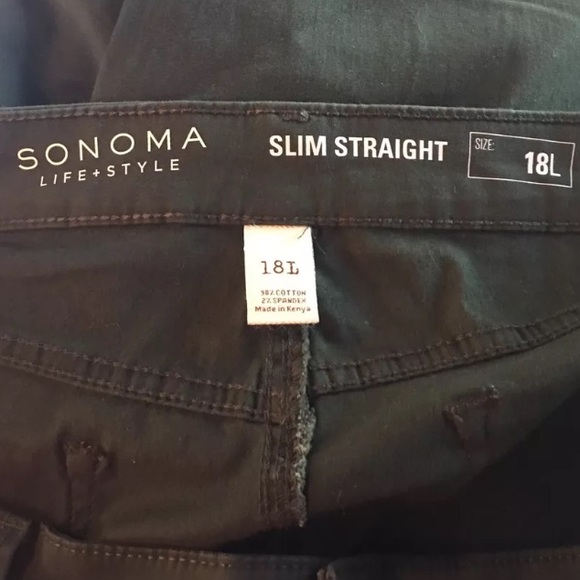 SONOMA
LIFE+STYLE
SLIM STRAIGHT
SIZE:
18L
18L
98% COTTON
2% SPANDEX
Made in Kenya